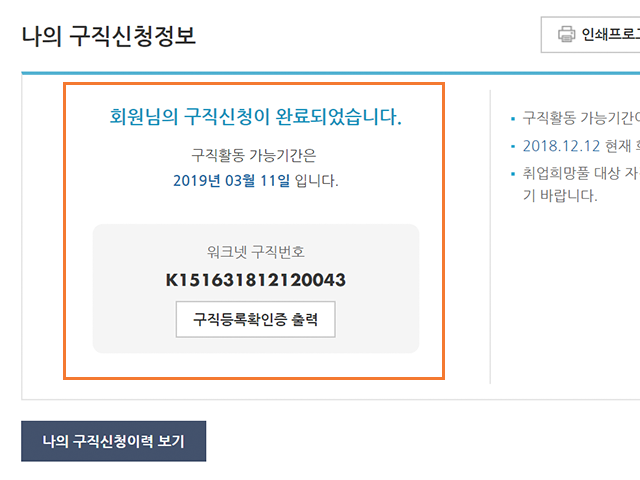 나의 구직신청정보
인쇄프로
회원님의 구직신청이 완료되었습니다.
구직활동 가능기간은
2019년 03월 11일 입니다.
워크넷 구직번호
K151631812120043
구직등록확인증 출력
구직활동 가능기간
2018.12.12 현재
취업희망풀 대상
기 바랍니다.
나의 구직신청이력 보기